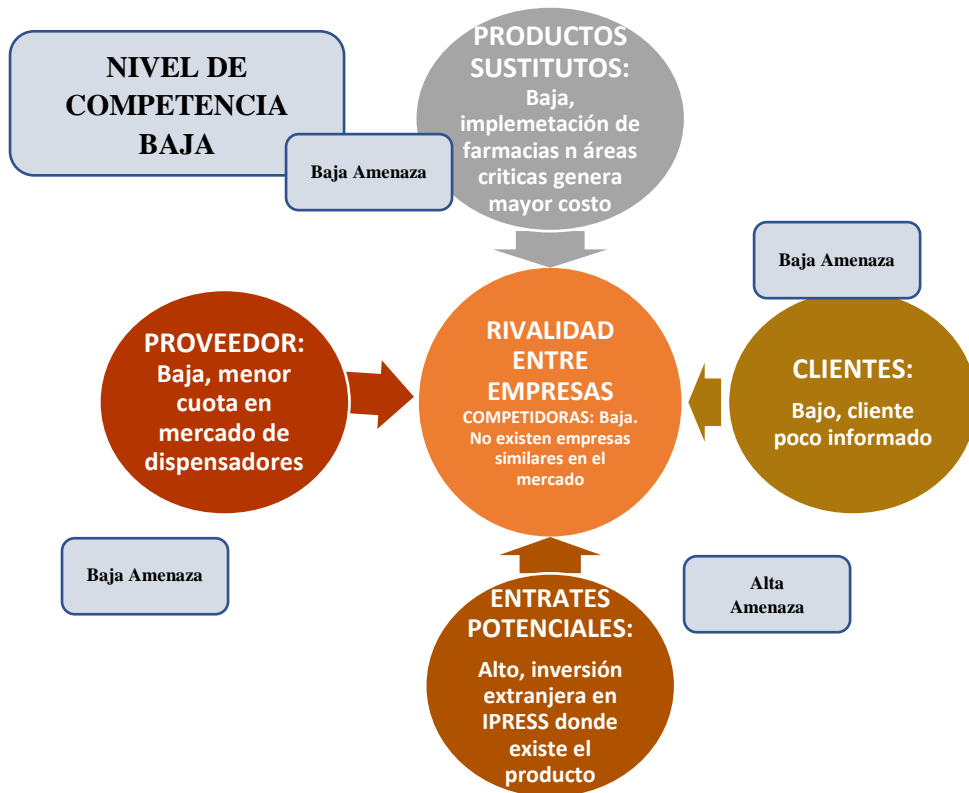 NIVEL DE
COMPETENCIA
BAJA
Baja Amenaza
PRODUCTOS
SUSTITUTOS:
Baja,
implemetación de
farmacias n áreas
criticas genera
mayor costo
Baja Amenaza
PROVEEDOR:
Baja, menor
cuota en
mercado de
dispensadores
RIVALIDAD
ENTRE
EMPRESAS
COMPETIDORAS: Baja.
No existen empresas
similares en el
mercado
CLIENTES:
Bajo, cliente
poco informado
Baja Amenaza
ENTRATES
POTENCIALES:
Alto, inversión
extranjera en
IPRESS donde
existe el
producto
Alta
Amenaza